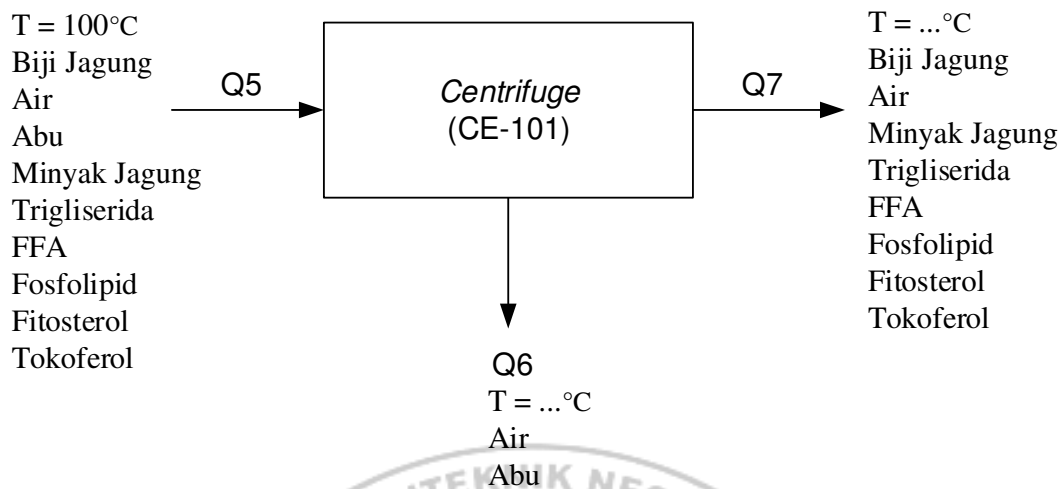 T = 100°C
Biji Jagung
Air
Abu
Minyak Jagung
Trigliserida
FFA
Fosfolipid
Fitosterol
Tokoferol
Q5
Centrifuge
(CE-101)
Q7
T = ...°C
Biji Jagung
Air
Minyak Jagung
Trigliserida
FFA
Fosfolipid
Fitosterol
Tokoferol
Q6
T = ...°C
Air
Abu